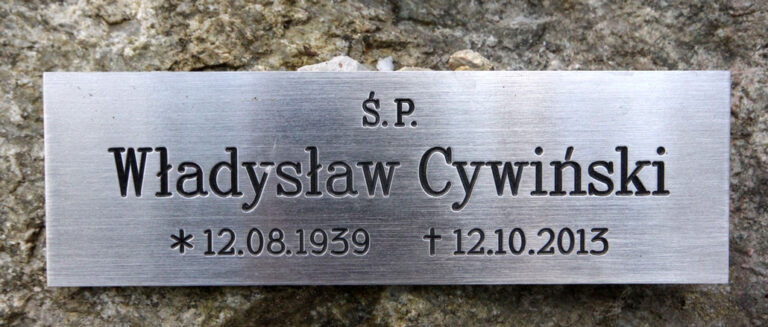 Ś.P.
Władysław Cywiński
*12.08.1939 †12.10.2013